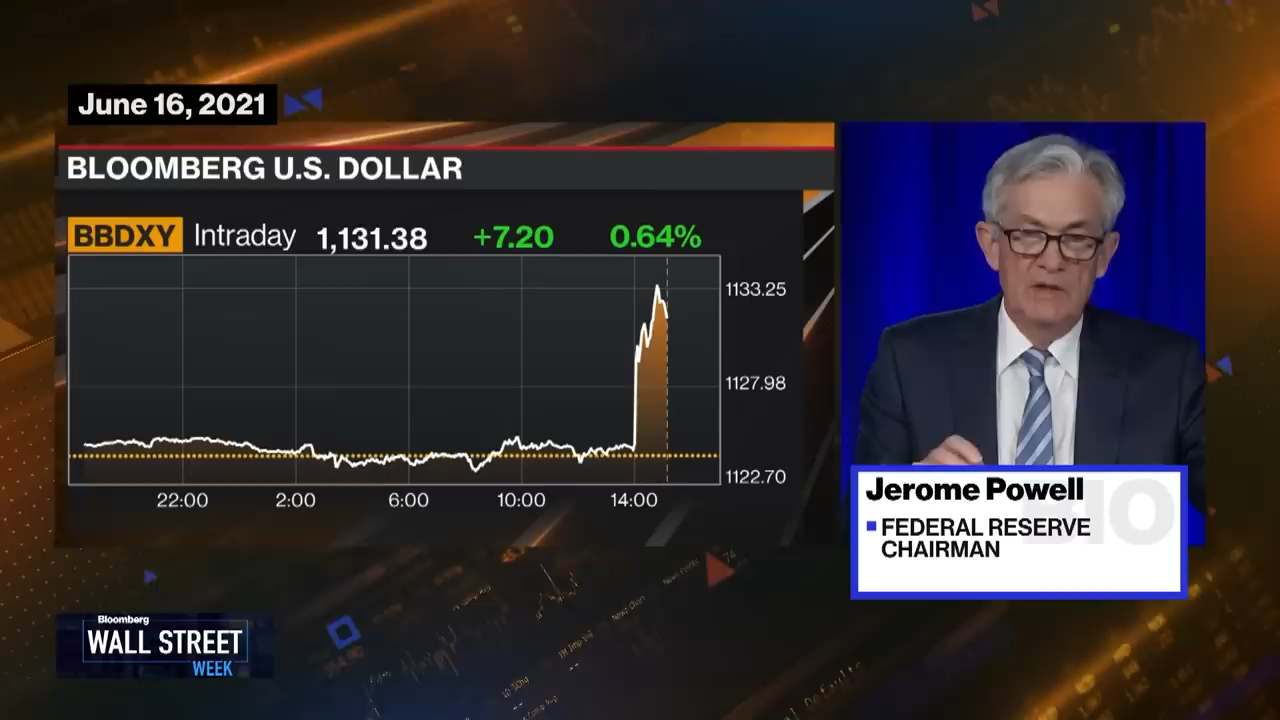 June 16, 2021
BLOOMBERG U.S. DOLLAR
BBDXY Intraday 1,131.38 +7.20 0.64%
1133.25
1127.98
1122.70
22:00 2:00 6:00 10:00 14:00
Jerome Powell
BIO
FEDERAL RESERVE
CHAIRMAN
Bloomberg
WALL STREET
WEEK